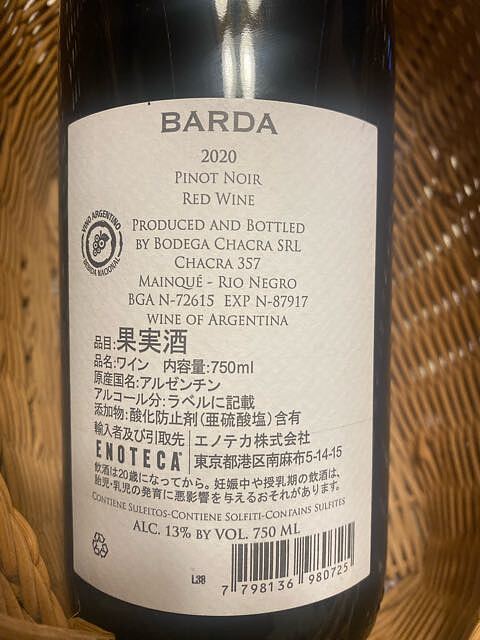 BARDA
2020
PINOT NOIR
RED WINE
VINO ARGENTINO
BEBIDA NACIONAL
PRODUCED AND BOTTLED
BY BODEGA CHACRA SRL
CHACRA 357
MAINQUÉ - RIO NEGRO
BGA N-72615 EXP N-87917
WINE OF ARGENTINA
品目:果実酒
品名:ワイン 内容量:750ml
原産国名:アルゼンチン
アルコール分:ラベルに記載
添加物:酸化防止剤(亜硫酸塩)含有
輸入者及び引取先 エノテカ株式会社
ENOTECA 東京都港区南麻布5-14-15
飲酒は20歳になってから。妊娠中や授乳期の飲酒は、
胎児・乳児の発育に悪影響を与えるおそれがあります。
CONTIENE SULFITOS-CONTIENE SOLFITI-CONTAINS SULFITES
ALC. 13% BY VOL. 750 ML
L38
7 798136 980725